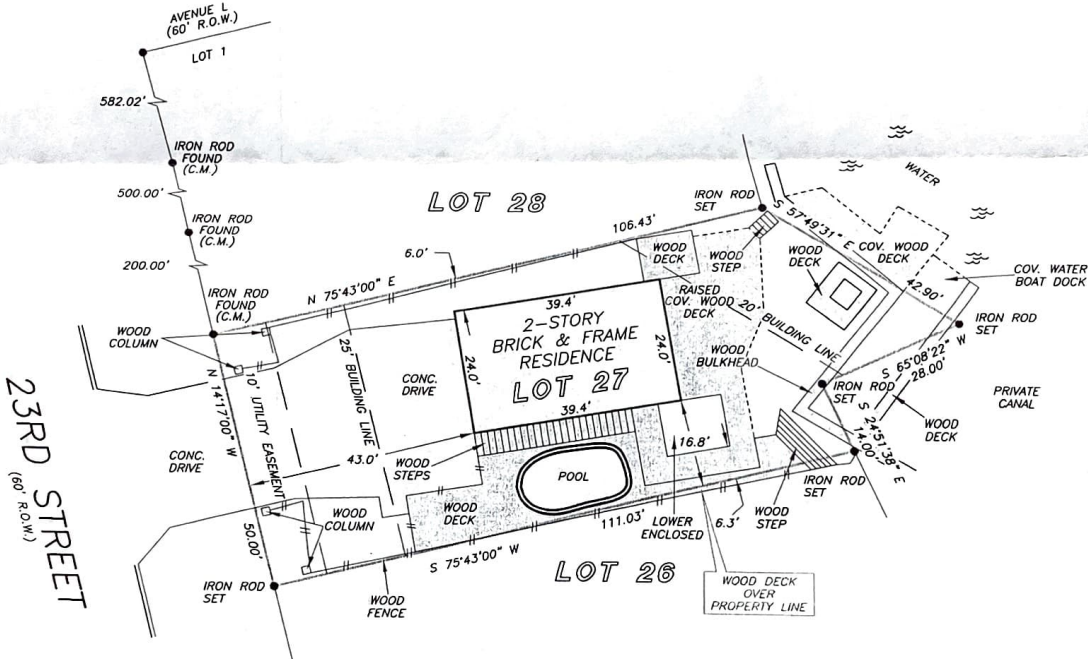 AVENUE L
(60' R.O.W.)
LOT 1
582.02'
IRON ROD
FOUND
(C.M.)
500.00'
IRON ROD
FOUND
(C.M.)
200.00'
IRON ROD
FOUND
(C.M.)
WOOD
COLUMN
LOT 28
6.0'
106.43'
N 75°43'00" E
IRON ROD
SET
S 57°49'31" E
WATER
WOOD
DECK
WOOD
STEP
WOOD
DECK
COV. WOOD
DECK
42.90'
COV. WATER
BOAT DOCK
RAISED
COV. WOOD
DECK
20' BUILDING LINE
IRON ROD
SET
39.4'
2-STORY
BRICK & FRAME
RESIDENCE
LOT 27
24.0'
24.0'
39.4'
CONC.
DRIVE
25' BUILDING LINE
10' UTILITY EASEMENT
N 14°17'00" W
WOOD
BULKHEAD
S 65°08'22" W
28.00'
IRON ROD
SET
PRIVATE
CANAL
WOOD
DECK
S 24°51'38" E
14.00'
23RD STREET
(60' R.O.W.)
CONC.
DRIVE
43.0'
WOOD
STEPS
16.8'
POOL
WOOD
COLUMN
WOOD
DECK
50.00'
IRON ROD
SET
S 75°43'00" W
111.03'
LOWER
ENCLOSED
6.3'
WOOD
STEP
IRON ROD
SET
WOOD
FENCE
LOT 26
WOOD DECK
OVER
PROPERTY LINE